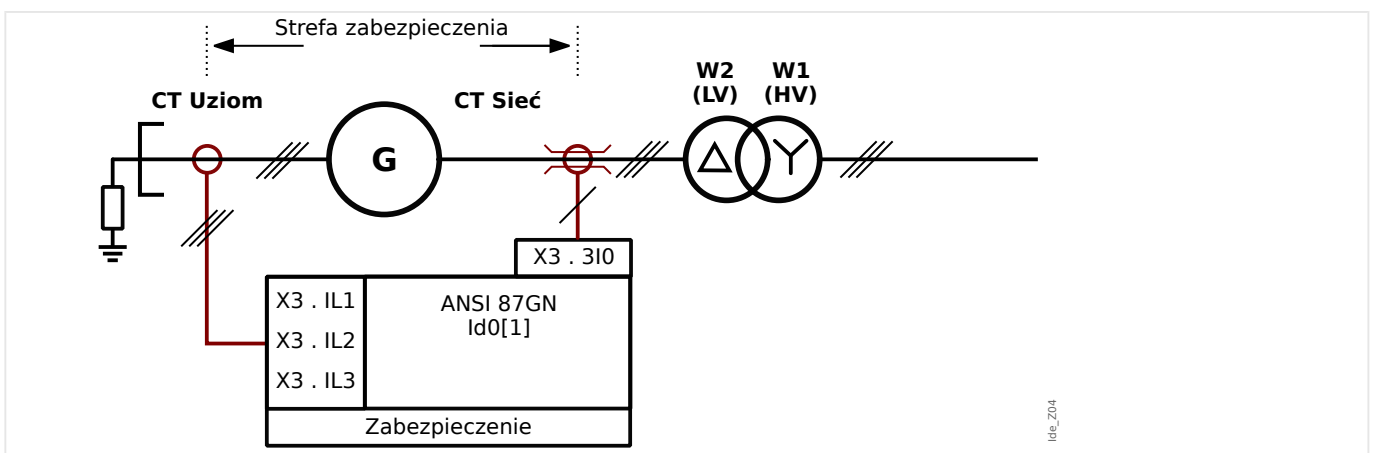 Strefa zabezpieczenia
W2
(LV)
W1
(HV)
CT Uziom
CT Sieć
G
X3 . 3I0
X3 . IL1
X3 . IL2
X3 . IL3
ANSI 87GN
Id0[1]
Zabezpieczenie
Ide_Z04